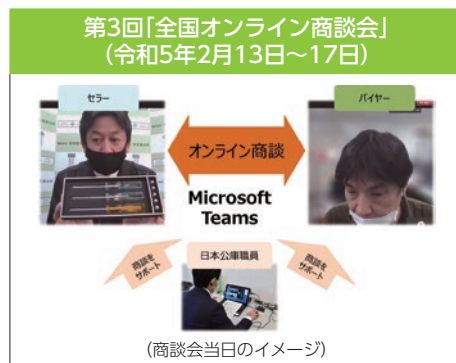 第3回「全国オンライン商談会」
（令和5年2月13日～17日）
セラー
バイヤー
オンライン商談
Microsoft
Teams
日本公庫職員
商談を
サポート
商談を
サポート
(商談会当日のイメージ)